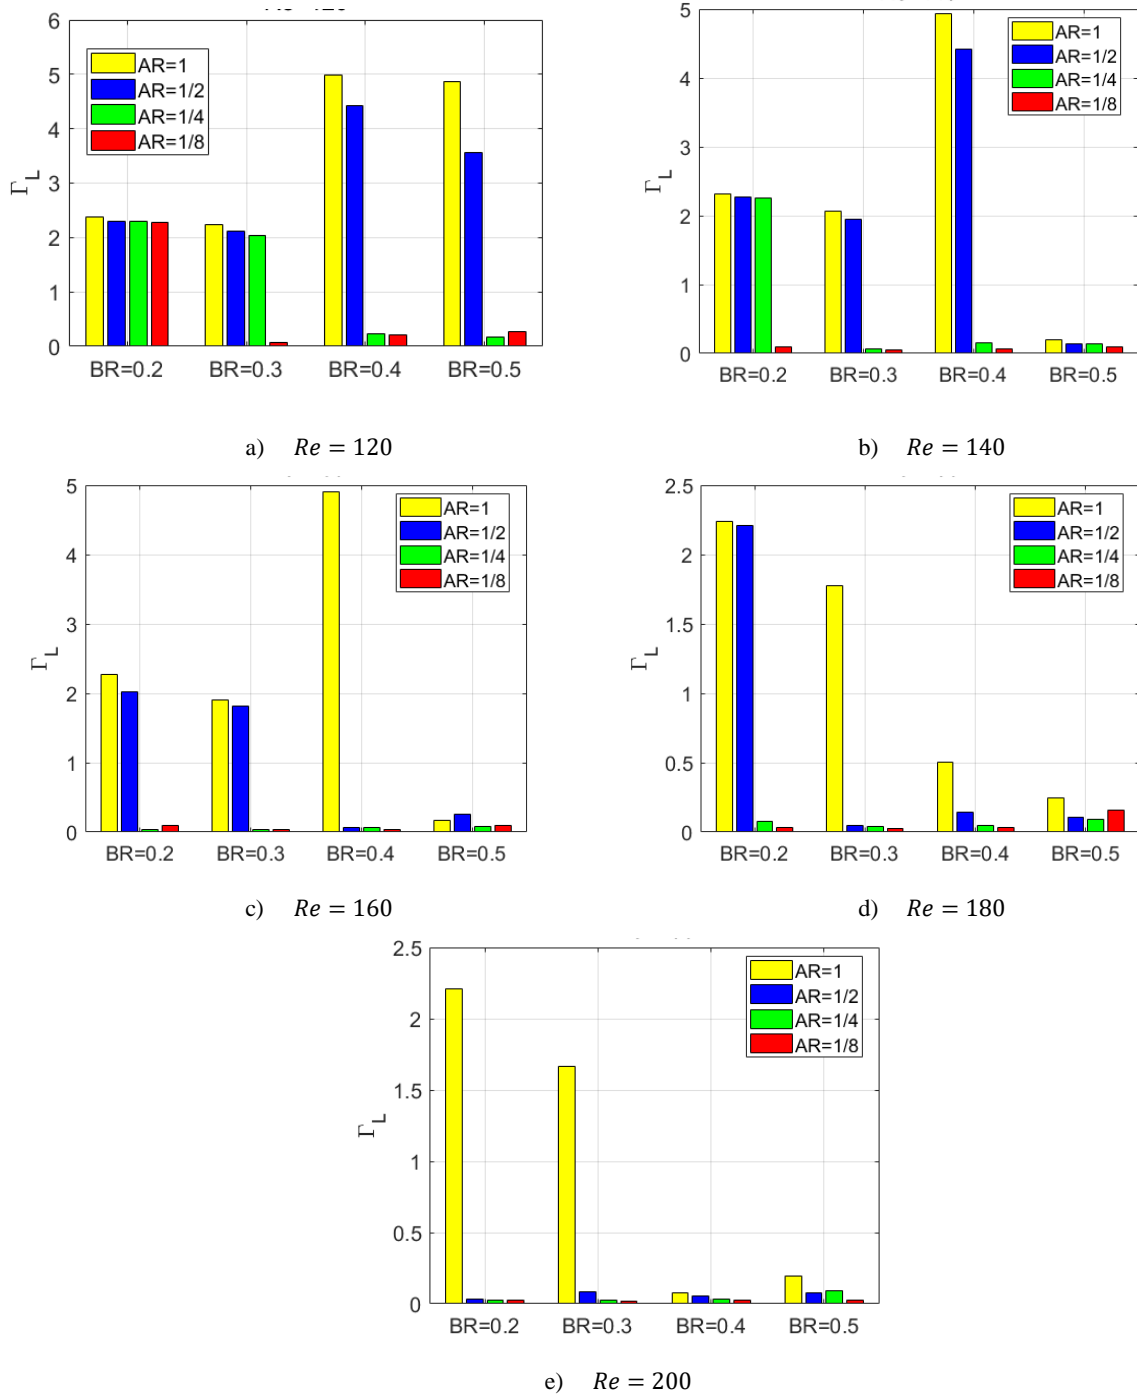 6
5
4
3
2
1
0
Γ_L
AR=1
AR=1/2
AR=1/4
AR=1/8
BR=0.2 BR=0.3 BR=0.4 BR=0.5
a) Re = 120
5
4
3
2
1
0
Γ_L
AR=1
AR=1/2
AR=1/4
AR=1/8
BR=0.2 BR=0.3 BR=0.4 BR=0.5
b) Re = 140
5
4
3
2
1
0
Γ_L
AR=1
AR=1/2
AR=1/4
AR=1/8
BR=0.2 BR=0.3 BR=0.4 BR=0.5
c) Re = 160
2.5
2
1.5
1
0.5
0
Γ_L
AR=1
AR=1/2
AR=1/4
AR=1/8
BR=0.2 BR=0.3 BR=0.4 BR=0.5
d) Re = 180
2.5
2
1.5
1
0.5
0
Γ_L
AR=1
AR=1/2
AR=1/4
AR=1/8
BR=0.2 BR=0.3 BR=0.4 BR=0.5
e) Re = 200